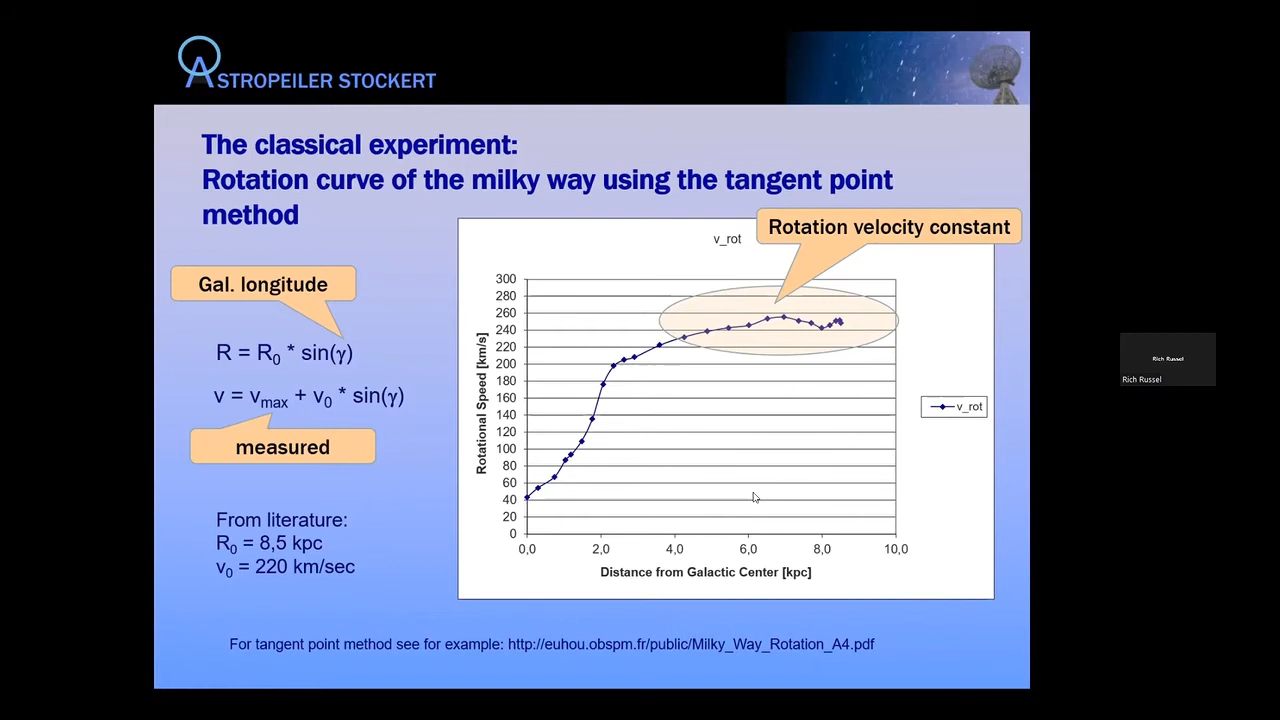 ASTROPEILER STOCKERT
The classical experiment:
Rotation curve of the milky way using the tangent point
method
Rotation velocity constant
Gal. longitude
R = R0 * sin(γ)
v = vmax + v0 * sin(γ)
measured
From literature:
R0 = 8,5 kpc
v0 = 220 km/sec
v_rot
300
280
260
240
220
200
180
160
140
120
100
80
60
40
20
0
Rotational Speed [km/s]
0,0 2,0 4,0 6,0 8,0 10,0
Distance from Galactic Center [kpc]
v_rot
For tangent point method see for example: http://euhou.obspm.fr/public/Milky_Way_Rotation_A4.pdf
Rich Russel
Rich Russel